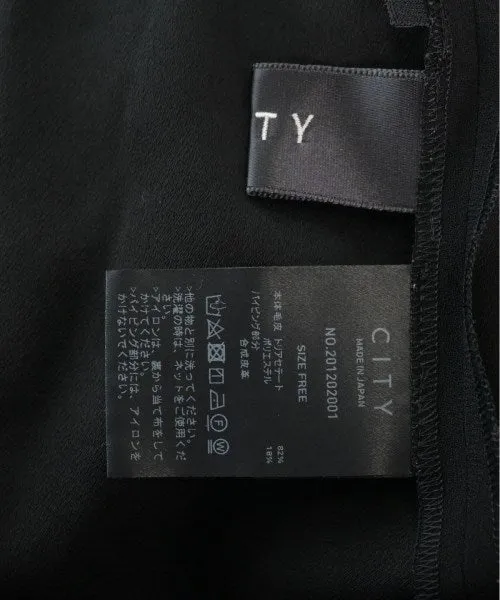 TY
CITY
MADE IN JAPAN
NO.201202001
SIZE FREE
本体毛皮 トリアセテート 82%
ポリエステル 18%
パイピング部分 合成皮革
F W
>他の物と別に洗ってください。
>洗濯の時は、ネットをご使用くだ
さい。
>アイロンは、裏から当て布をして
かけてください。
>パイピング部分には、アイロンを
かけないでください。